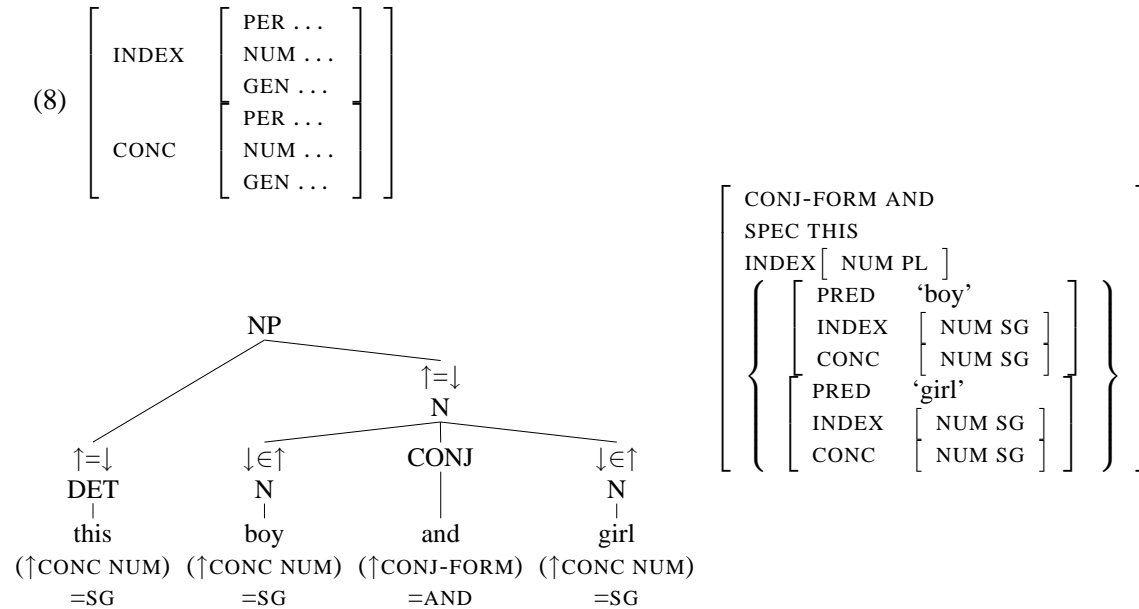 (8)
INDEX
PER ...
NUM ...
GEN ...
CONC
PER ...
NUM ...
GEN ...
NP
↑=↓
N
↑=↓ ↓∈↑ CONJ ↓∈↑
DET N N
this boy and girl
(↑CONC NUM) (↑CONC NUM) (↑CONJ-FORM) (↑CONC NUM)
=SG =SG =AND =SG
CONJ-FORM AND
SPEC THIS
INDEX [ NUM PL ]
PRED ‘boy’
INDEX [ NUM SG ]
CONC [ NUM SG ]
PRED ‘girl’
INDEX [ NUM SG ]
CONC [ NUM SG ]